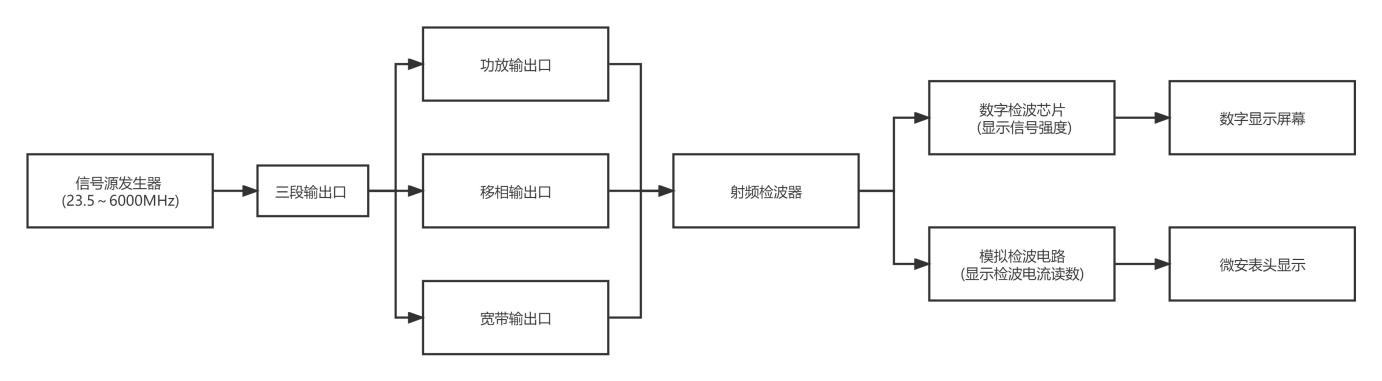 信号源发生器
(23.5～6000MHz)
三段输出口
功放输出口
移相输出口
宽带输出口
射频检波器
数字检波芯片
(显示信号强度)
数字显示屏幕
模拟检波电路
(显示检波电流读数)
微安表头显示